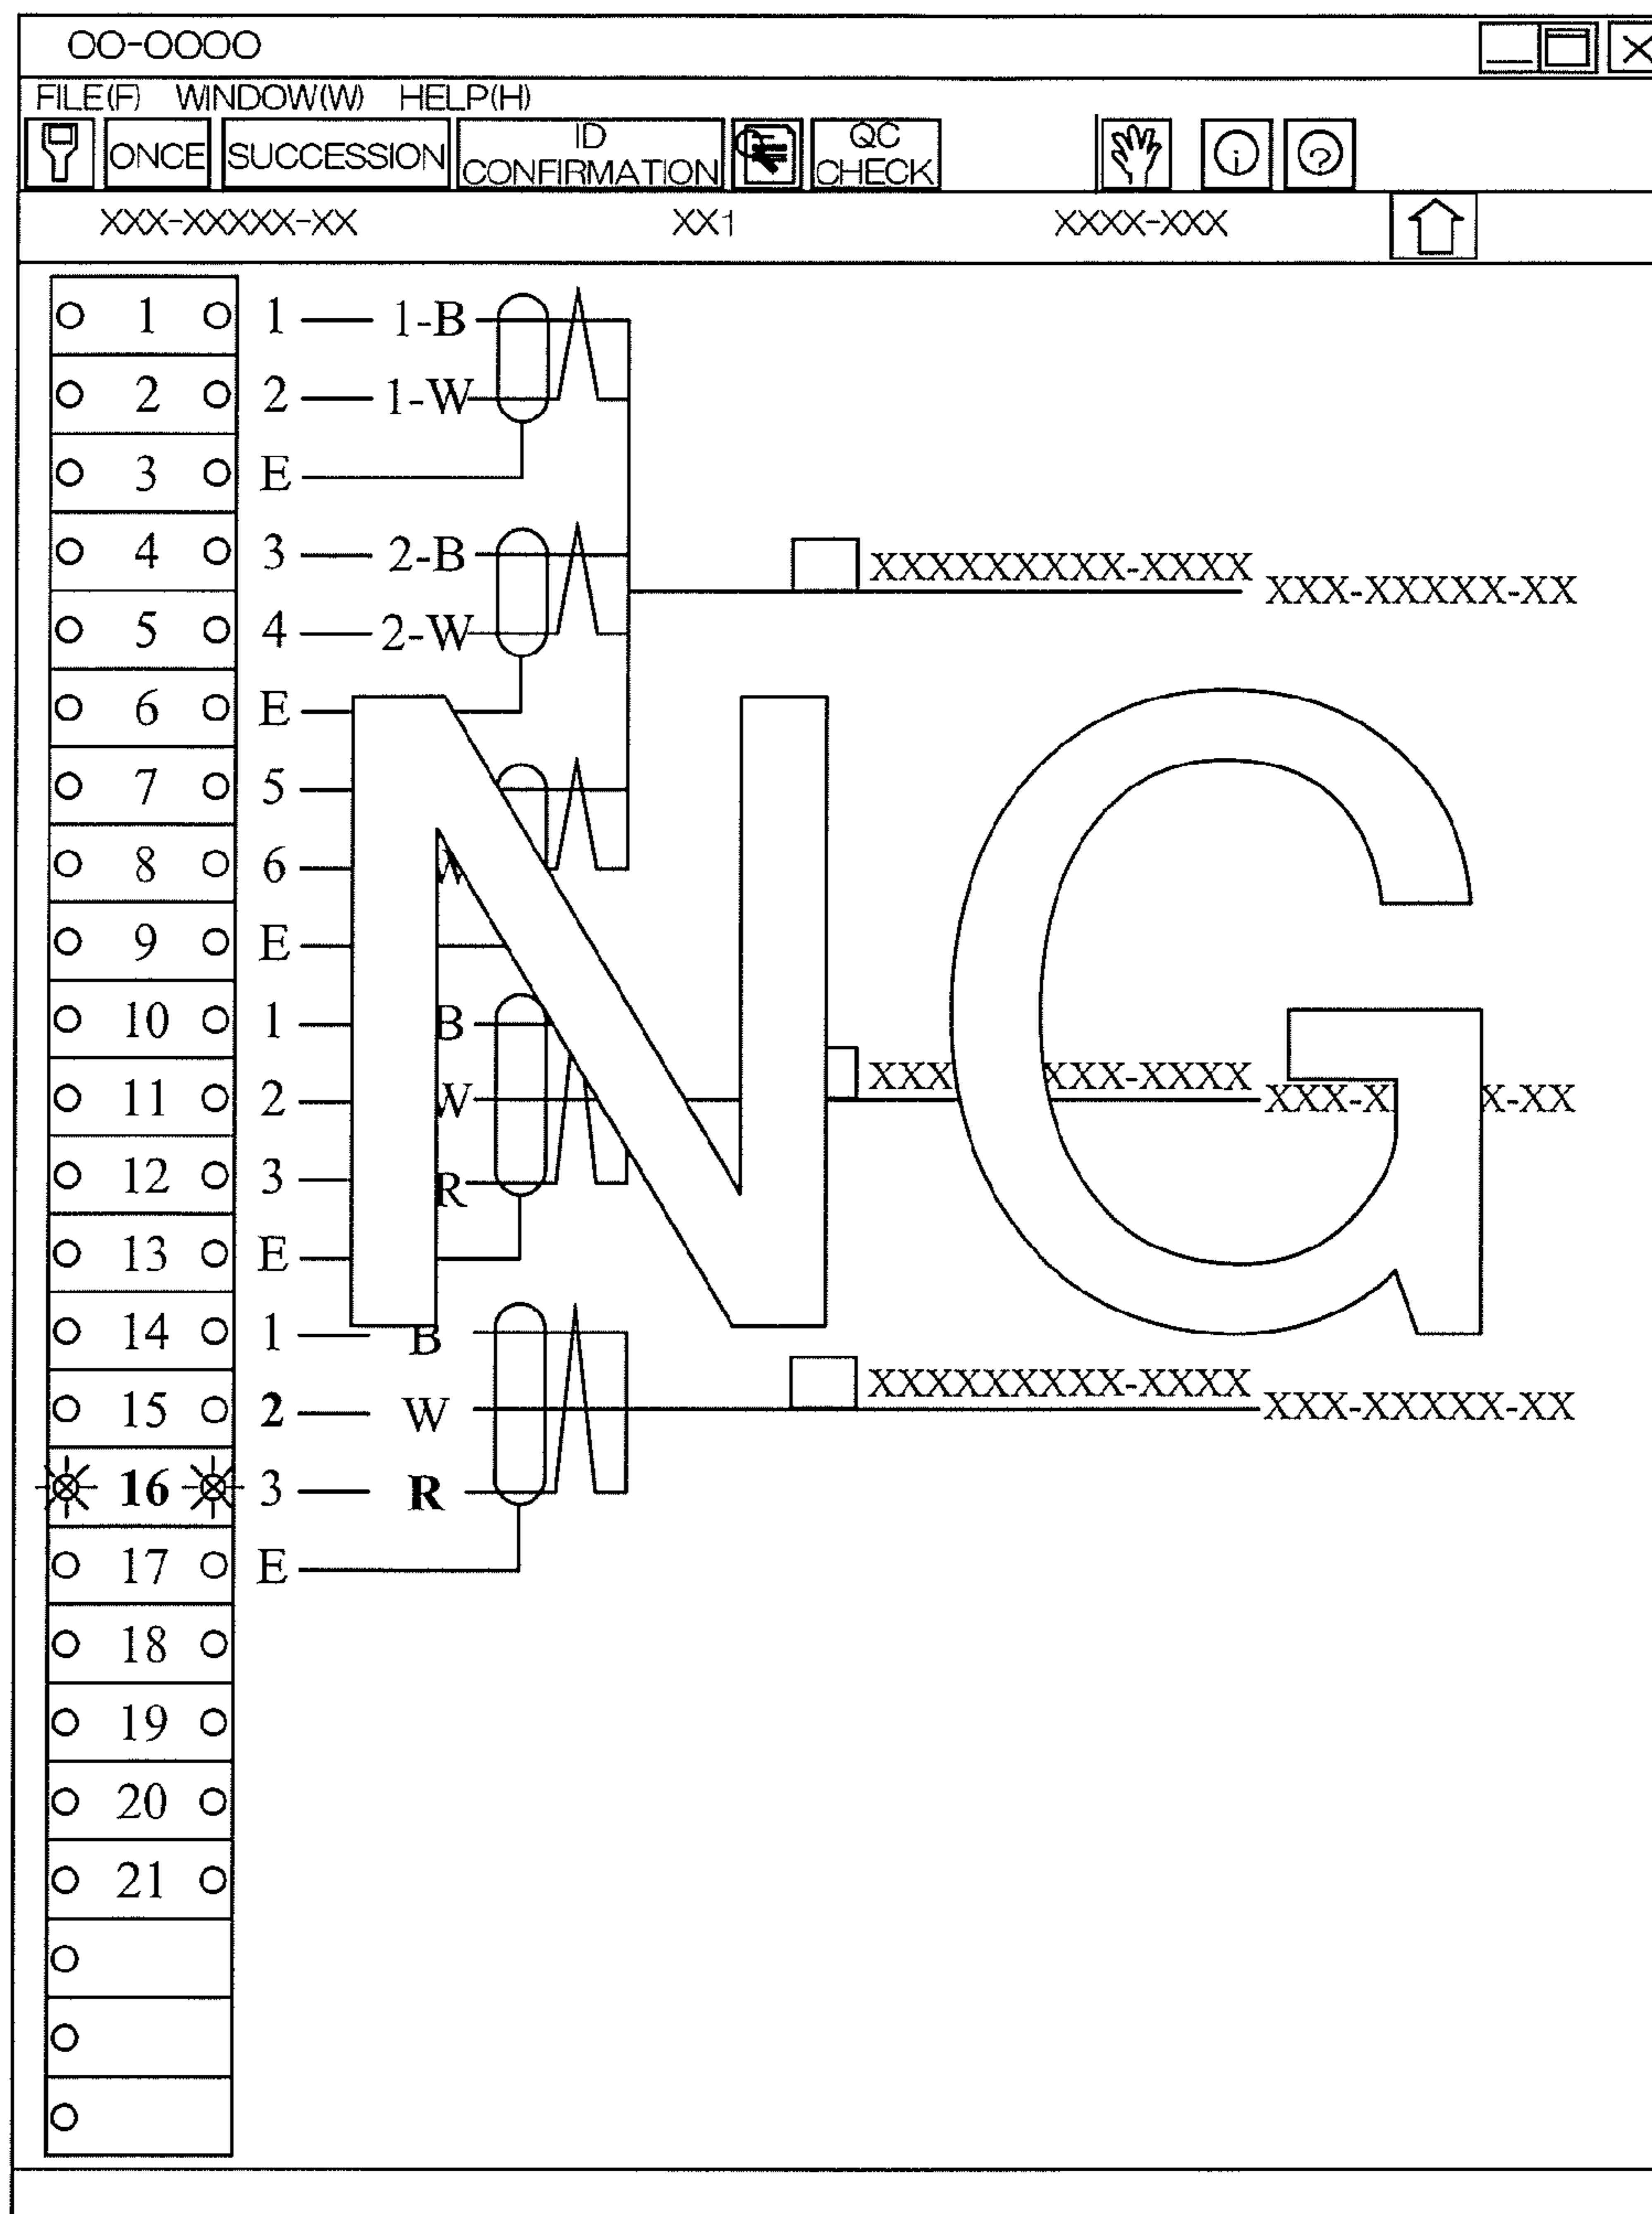 OO-OOOO
FILE(F) WINDOW(W) HELP(H)
ONCE SUCCESSION ID CONFIRMATION QC CHECK
XXX-XXXXX-XX XX1 XXXX-XXX
1 1 1-B
2 2 1-W
3 E
4 3 2-B
XXXXXXXXX-XXXX
XXX-XXXXX-XX
5 4 2-W
6 E
NG
7 5
8 6 W
9 E
10 1 B
XXX XXX-XXXX
11 2 W XXX-X X-XX
12 3 R
13 E
14 1 B
XXXXXXXXX-XXXX
15 2 W XXX-XXXXX-XX
16 3 R
17 E
18
19
20
21